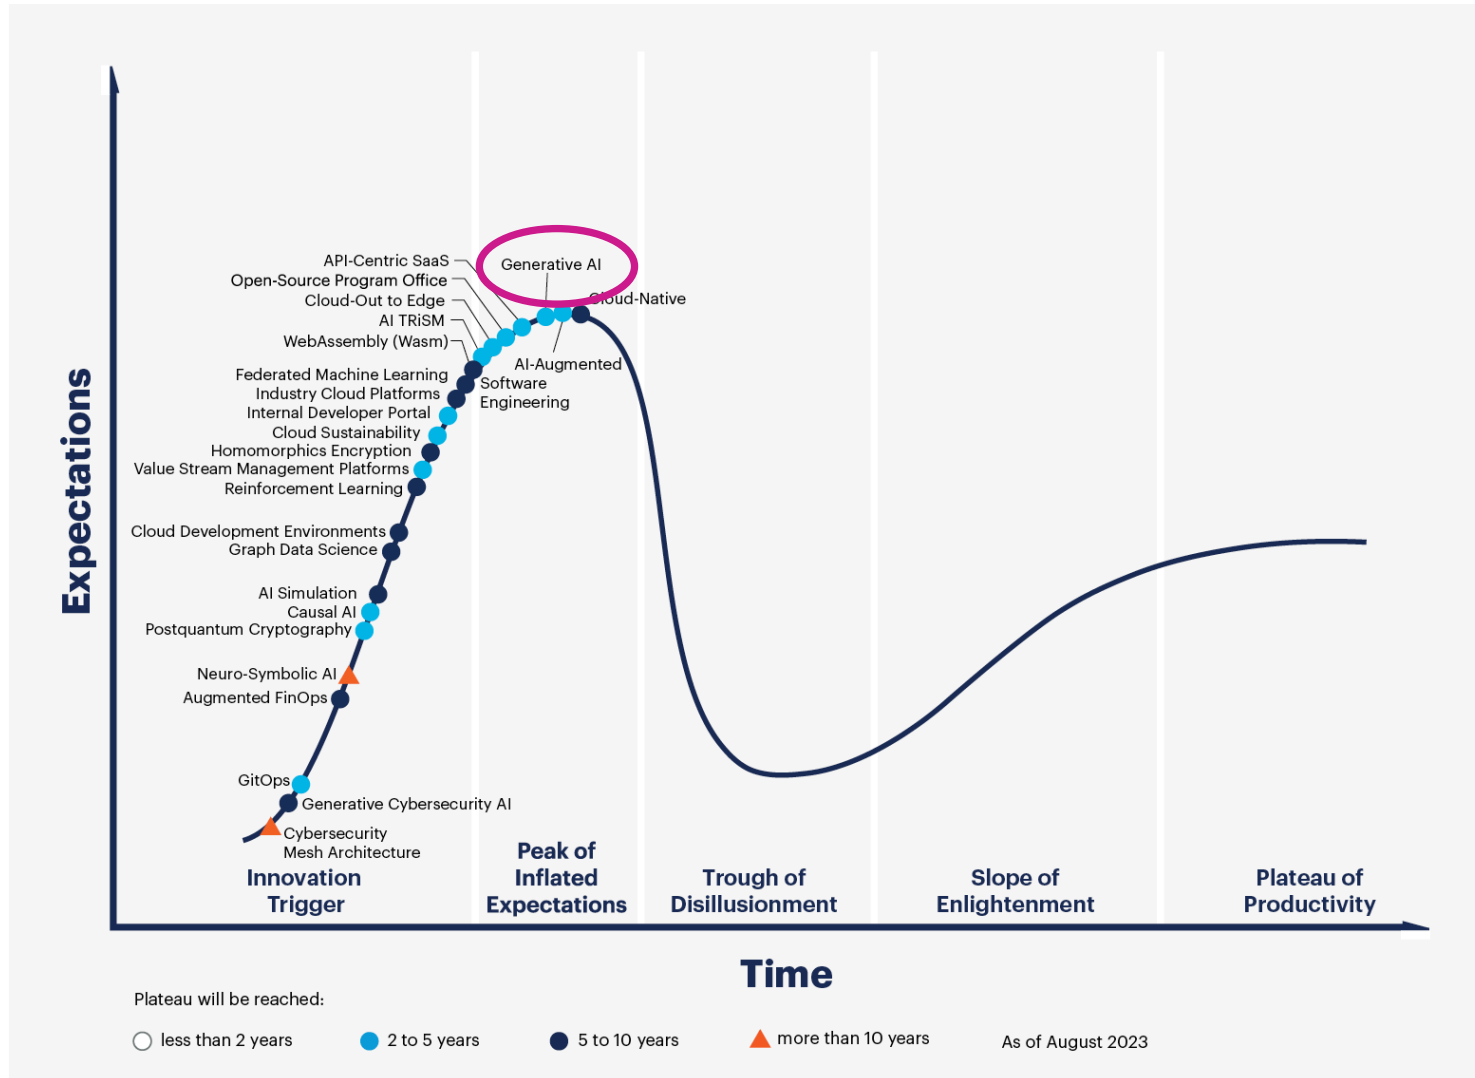 Expectations
API-Centric SaaS
Generative AI
Open-Source Program Office
Cloud-Out to Edge
Cloud-Native
AI TRiSM
WebAssembly (Wasm)
AI-Augmented
Software
Engineering
Federated Machine Learning
Industry Cloud Platforms
Internal Developer Portal
Cloud Sustainability
Homomorphics Encryption
Value Stream Management Platforms
Reinforcement Learning
Cloud Development Environments
Graph Data Science
AI Simulation
Causal AI
Postquantum Cryptography
Neuro-Symbolic AI
Augmented FinOps
GitOps
Generative Cybersecurity AI
Cybersecurity
Mesh Architecture
Innovation
Trigger
Peak of
Inflated
Expectations
Trough of
Disillusionment
Slope of
Enlightenment
Plateau of
Productivity
Time
Plateau will be reached:
less than 2 years
2 to 5 years
5 to 10 years
more than 10 years
As of August 2023